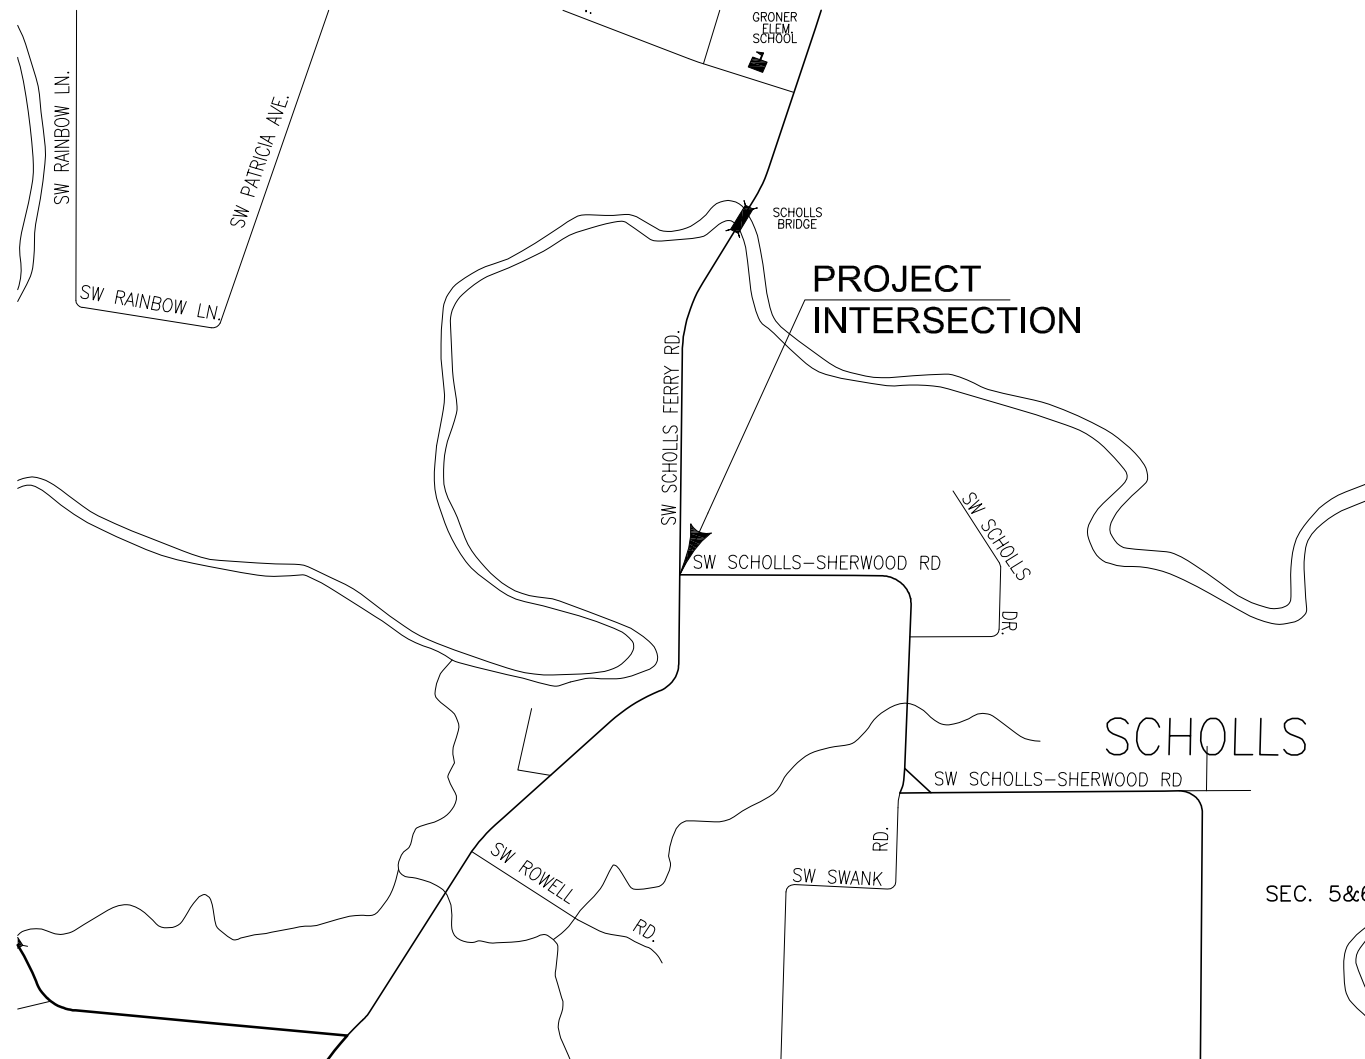 GRONER
ELEM.
SCHOOL
SW RAINBOW LN.
SW PATRICIA AVE.
SCHOLLS
BRIDGE
PROJECT
INTERSECTION
SW RAINBOW LN.
SW SCHOLLS FERRY RD.
SW SCHOLLS
DR.
SW SCHOLLS-SHERWOOD RD
SCHOLLS
SW SCHOLLS-SHERWOOD RD
SW SWANK
RD.
SW ROWELL
RD.
SEC. 5&6